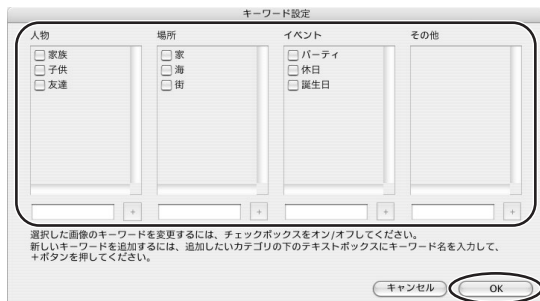 キーワード設定
人物
場所
イベント
その他
家族
子供
友達
家
海
街
パーティ
休日
誕生日
+
+
+
+
選択した画像のキーワードを変更するには、チェックボックスをオン/オフしてください。
新しいキーワードを追加するには、追加したいカテゴリの下のテキストボックスにキーワード名を入力して、
+ボタンを押してください。
キャンセル
OK